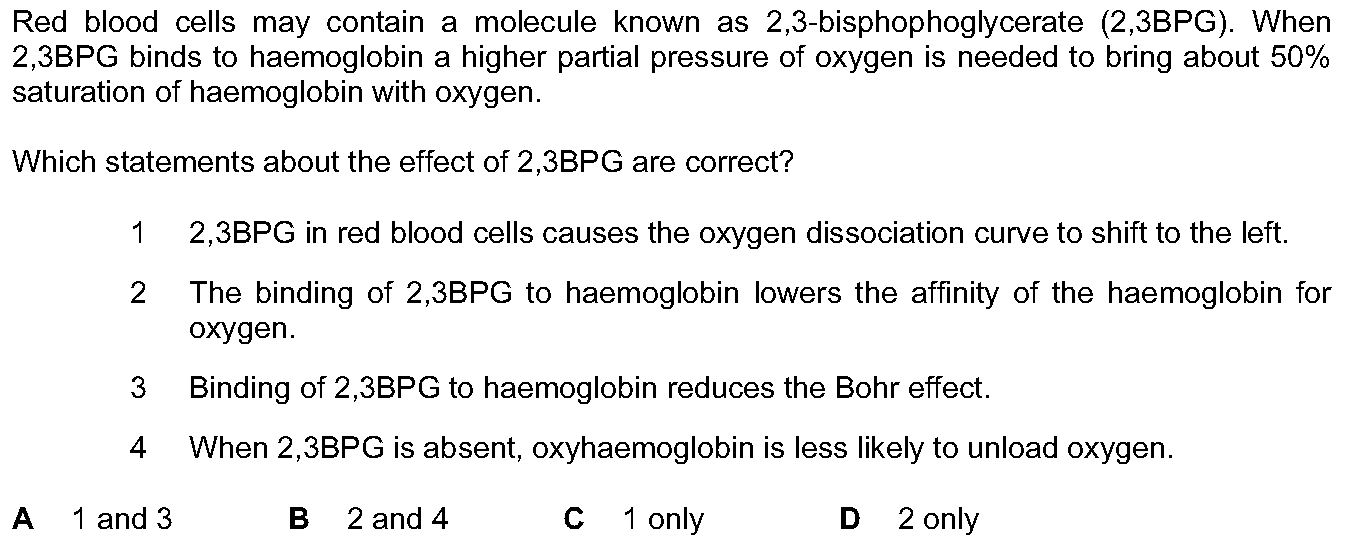 Red blood cells may contain a molecule known as 2,3-bisphophoglycerate (2,3BPG). When
2,3BPG binds to haemoglobin a higher partial pressure of oxygen is needed to bring about 50%
saturation of haemoglobin with oxygen.
Which statements about the effect of 2,3BPG are correct?
1 2,3BPG in red blood cells causes the oxygen dissociation curve to shift to the left.
2 The binding of 2,3BPG to haemoglobin lowers the affinity of the haemoglobin for
oxygen.
3 Binding of 2,3BPG to haemoglobin reduces the Bohr effect.
4 When 2,3BPG is absent, oxyhaemoglobin is less likely to unload oxygen.
A 1 and 3 B 2 and 4 C 1 only D 2 only